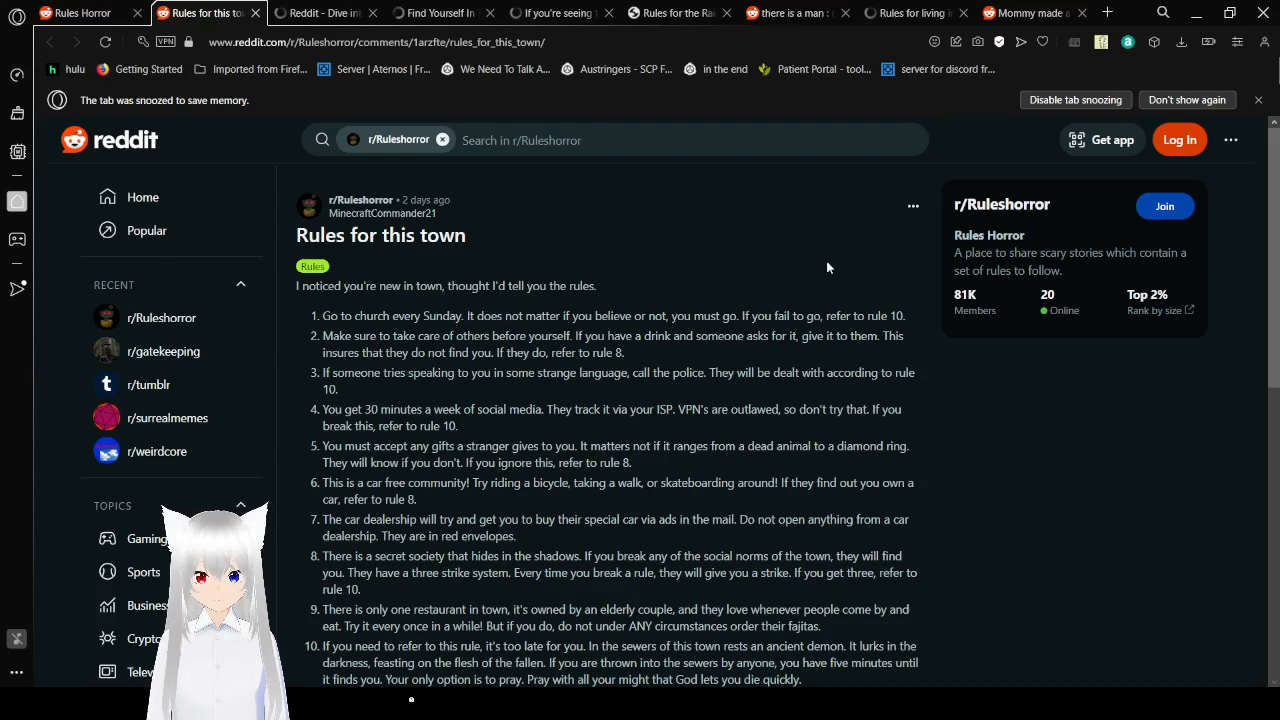 Rules Horror
Rules for this tow
Reddit - Dive int
Find Yourself In T
If you're seeing t
Rules for the Rai
there is a man : s
Rules for living i
Mommy made a
VPN
www.reddit.com/r/Ruleshorror/comments/1arzfte/rules_for_this_town/
hulu
Getting Started
Imported from Firef...
Server | Aternos | Fr...
We Need To Talk A...
Austringers - SCP F...
in the end
Patient Portal - tool...
server for discord fr...
The tab was snoozed to save memory.
Disable tab snoozing
Don't show again
reddit
r/Ruleshorror
Search in r/Ruleshorror
Get app
Log In
Home
Popular
RECENT
r/Ruleshorror
r/gatekeeping
r/tumblr
r/surrealmemes
r/weirdcore
TOPICS
Gaming
Sports
Busines
Crypto
Telev
r/Ruleshorror • 2 days ago
MinecraftCommander21
Rules for this town
Rules
I noticed you're new in town, thought I'd tell you the rules.
1. Go to church every Sunday. It does not matter if you believe or not, you must go. If you fail to go, refer to rule 10.
2. Make sure to take care of others before yourself. If you have a drink and someone asks for it, give it to them. This
insures that they do not find you. If they do, refer to rule 8.
3. If someone tries speaking to you in some strange language, call the police. They will be dealt with according to rule
10.
4. You get 30 minutes a week of social media. They track it via your ISP. VPN's are outlawed, so don't try that. If you
break this, refer to rule 10.
5. You must accept any gifts a stranger gives to you. It matters not if it ranges from a dead animal to a diamond ring.
They will know if you don't. If you ignore this, refer to rule 8.
6. This is a car free community! Try riding a bicycle, taking a walk, or skateboarding around! If they find out you own a
car, refer to rule 8.
7. The car dealership will try and get you to buy their special car via ads in the mail. Do not open anything from a car
dealership. They are in red envelopes.
8. There is a secret society that hides in the shadows. If you break any of the social norms of the town, they will find
you. They have a three strike system. Every time you break a rule, they will give you a strike. If you get three, refer to
rule 10.
9. There is only one restaurant in town, it's owned by an elderly couple, and they love whenever people come by and
eat. Try it every once in a while! But if you do, do not under ANY circumstances order their fajitas.
10. If you need to refer to this rule, it's too late for you. In the sewers of this town rests an ancient demon. It lurks in the
darkness, feasting on the flesh of the fallen. If you are thrown into the sewers by anyone, you have five minutes until
it finds you. Your only option is to pray. Pray with all your might that God lets you die quickly.
r/Ruleshorror
Join
Rules Horror
A place to share scary stories which contain a
set of rules to follow.
81K
20
Top 2%
Members
Online
Rank by size